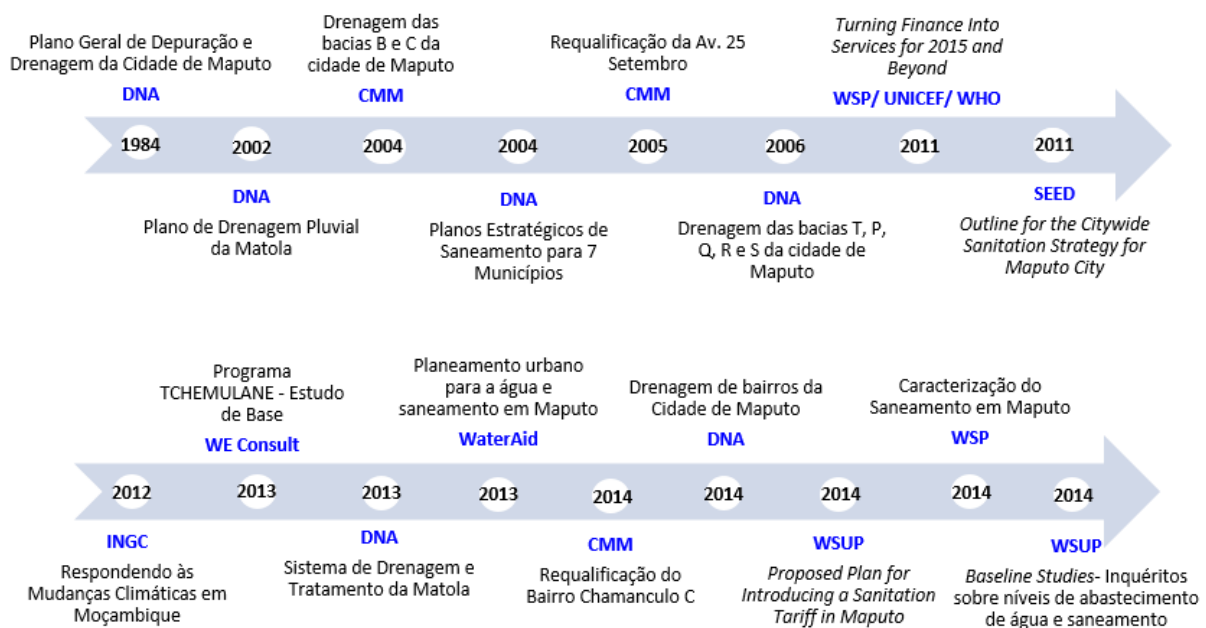 Plano Geral de Depuração e
Drenagem da Cidade de Maputo
DNA
Drenagem das
bacias B e C da
cidade de Maputo
CMM
Requalificação da Av. 25
Setembro
CMM
Turning Finance Into
Services for 2015 and
Beyond
WSP/ UNICEF/ WHO
1984
2002
2004
2004
2005
2006
2011
2011
DNA
Plano de Drenagem Pluvial
da Matola
DNA
Planos Estratégicos de
Saneamento para 7
Municípios
DNA
Drenagem das bacias T, P,
Q, R e S da cidade de
Maputo
SEED
Outline for the Citywide
Sanitation Strategy for
Maputo City
Programa
TCHEMULANE - Estudo
de Base
WE Consult
Planeamento urbano
para a água e
saneamento em Maputo
WaterAid
Drenagem de bairros da
Cidade de Maputo
DNA
Caracterização do
Saneamento em Maputo
WSP
2012
2013
2013
2013
2014
2014
2014
2014
2014
INGC
Respondendo às
Mudanças Climáticas em
Moçambique
DNA
Sistema de Drenagem e
Tratamento da Matola
CMM
Requalificação do
Bairro Chamanculo C
WSUP
Proposed Plan for
Introducing a Sanitation
Tariff in Maputo
WSUP
Baseline Studies- Inquéritos
sobre níveis de abastecimento
de água e saneamento